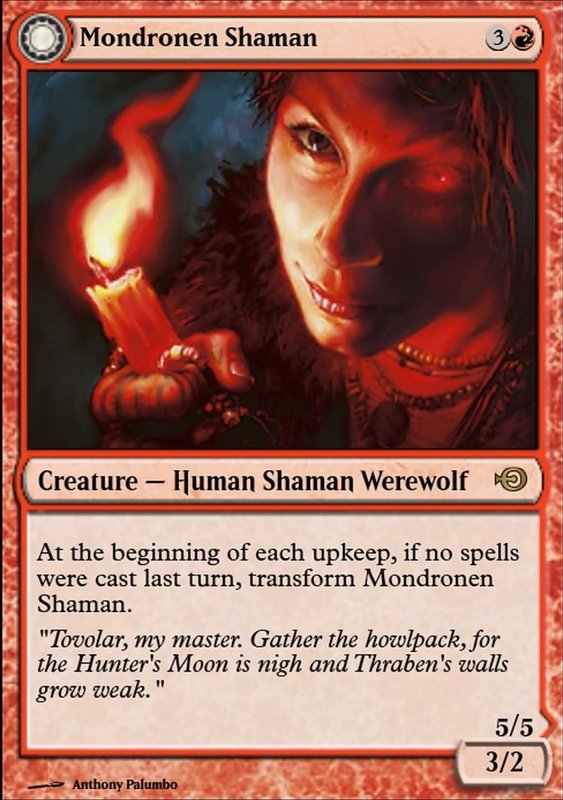 Mondronen Shaman 3
Creature — Human Shaman Werewolf
At the beginning of each upkeep, if no spells
were cast last turn, transform Mondronen
Shaman.
"Tovolar, my master. Gather the howlpack, for
the Hunter's Moon is nigh and Thraben's walls
grow weak."
5/5
3/2
Anthony Palumbo